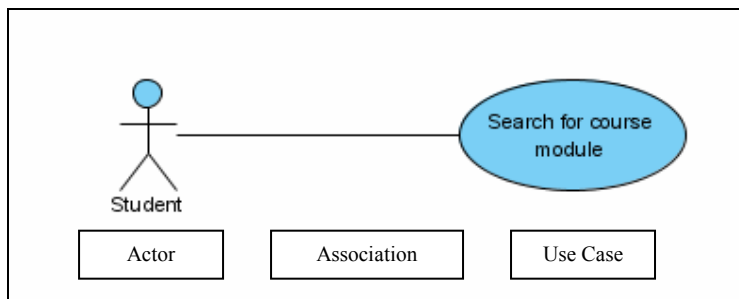 Search for course
module
Student
Actor
Association
Use Case